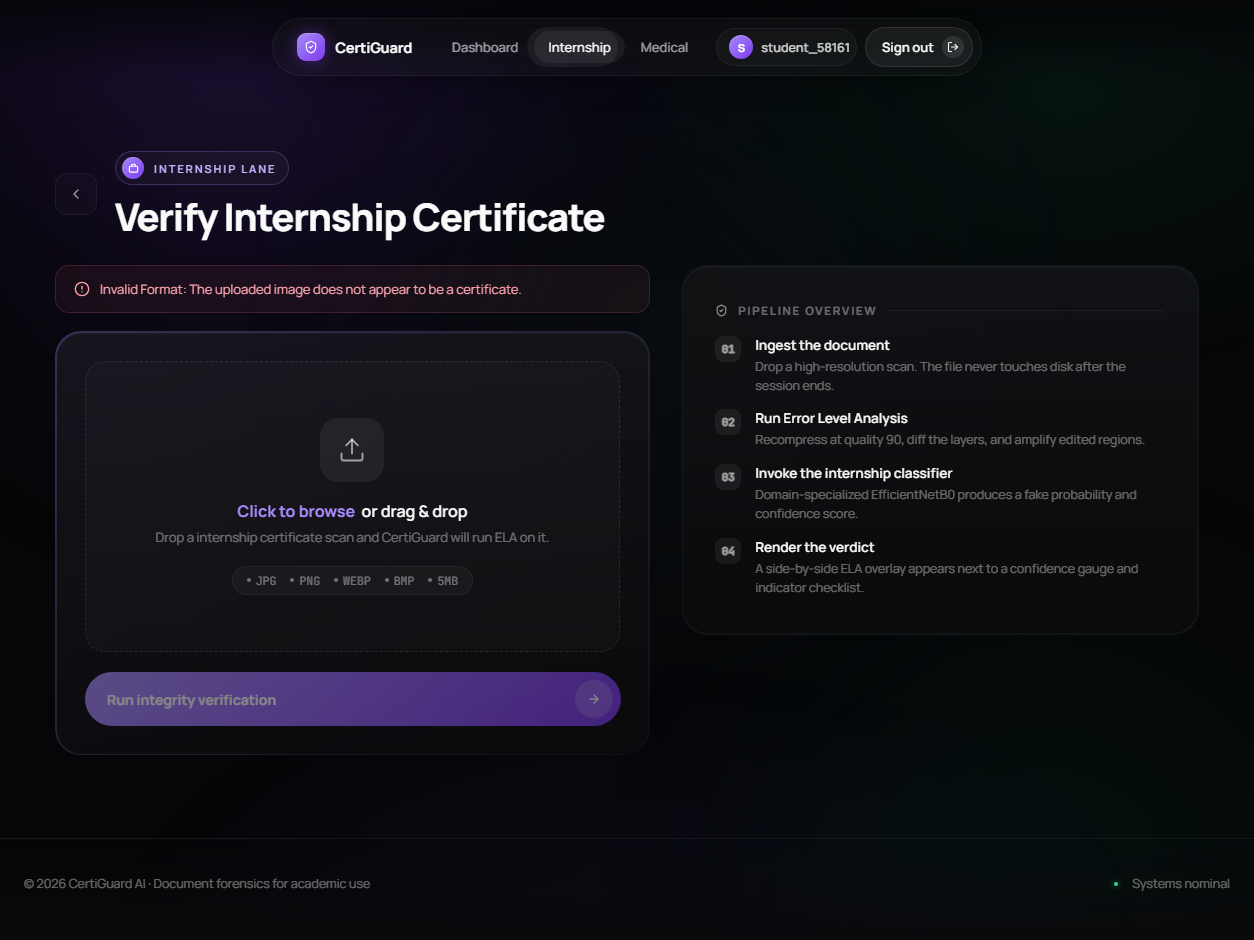 CertiGuard
Dashboard
Internship
Medical
S
student_58161
Sign out
INTERNSHIP LANE
Verify Internship Certificate
Invalid Format: The uploaded image does not appear to be a certificate.
Click to browse or drag & drop
Drop a internship certificate scan and CertiGuard will run ELA on it.
• JPG • PNG • WEBP • BMP • 5MB
Run integrity verification
PIPELINE OVERVIEW
01
Ingest the document
Drop a high-resolution scan. The file never touches disk after the
session ends.
02
Run Error Level Analysis
Recompress at quality 90, diff the layers, and amplify edited regions.
03
Invoke the internship classifier
Domain-specialized EfficientNetB0 produces a fake probability and
confidence score.
04
Render the verdict
A side-by-side ELA overlay appears next to a confidence gauge and
indicator checklist.
© 2026 CertiGuard AI · Document forensics for academic use
Systems nominal